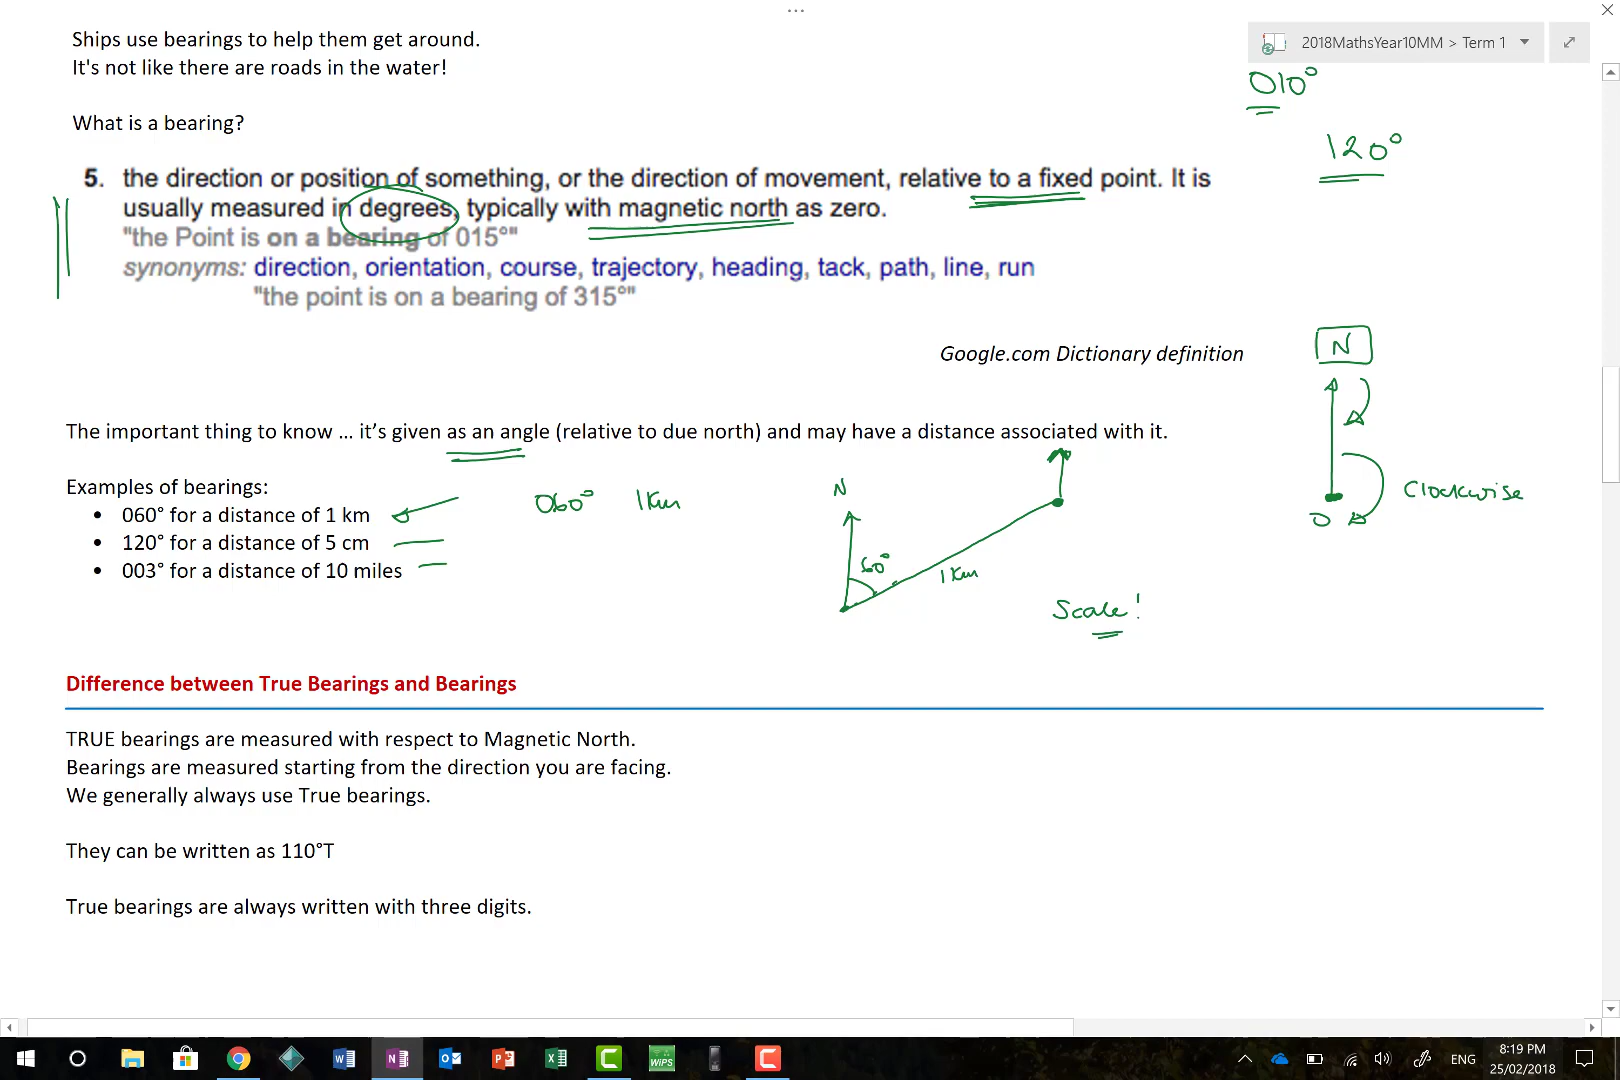 Ships use bearings to help them get around.
It's not like there are roads in the water!
2018MathsYear10MM > Term 1
010°
What is a bearing?
120°
5. the direction or position of something, or the direction of movement, relative to a fixed point. It is
usually measured in degrees, typically with magnetic north as zero.
"the Point is on a bearing of 015°"
synonyms: direction, orientation, course, trajectory, heading, tack, path, line, run
"the point is on a bearing of 315°"
Google.com Dictionary definition
N
The important thing to know ... it's given as an angle (relative to due north) and may have a distance associated with it.
Examples of bearings:
• 060° for a distance of 1 km
• 120° for a distance of 5 cm
• 003° for a distance of 10 miles
060° 1km
N
60°
1km
Scale!
Clockwise
O
Difference between True Bearings and Bearings
TRUE bearings are measured with respect to Magnetic North.
Bearings are measured starting from the direction you are facing.
We generally always use True bearings.
They can be written as 110°T
True bearings are always written with three digits.
WiPS
ENG
8:19 PM
25/02/2018